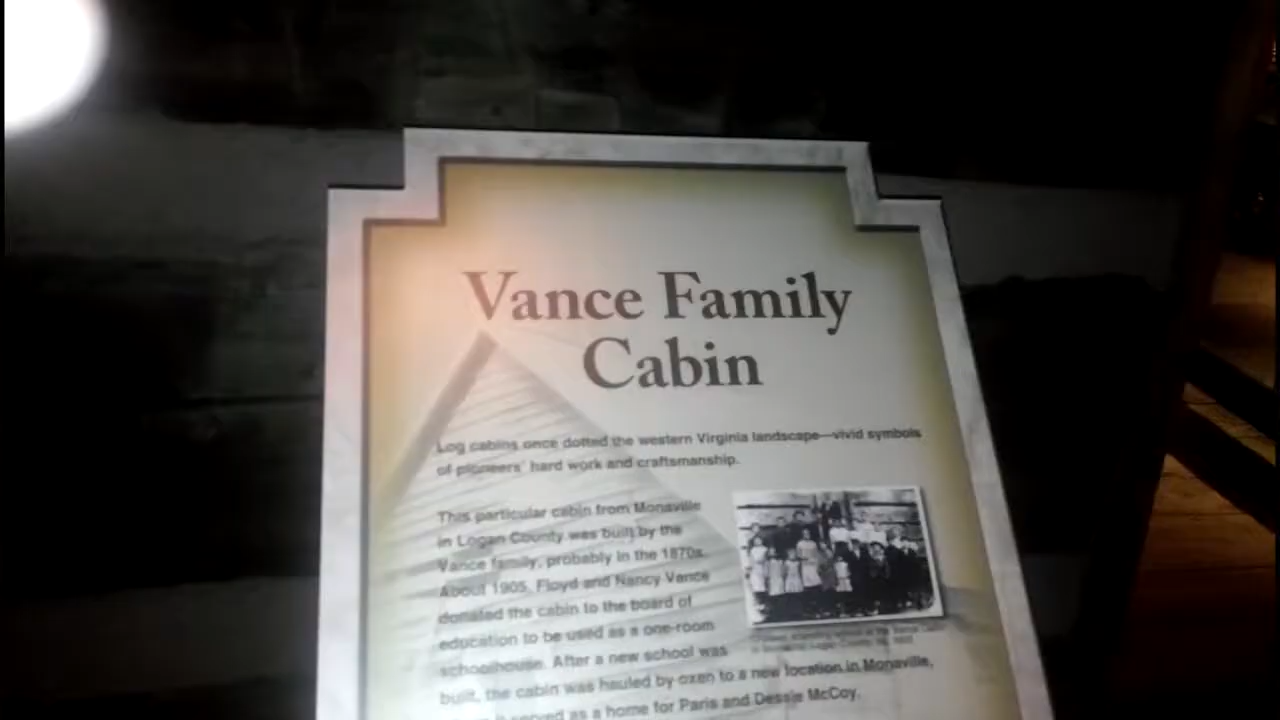 Vance Family
Cabin
Log cabins once dotted the western Virginia landscape—vivid symbols
of pioneers' hard work and craftsmanship.
This particular cabin from Monaville
in Logan County was built by the
Vance family, probably in the 1870s.
About 1905, Floyd and Nancy Vance
donated the cabin to the board of
education to be used as a one-room
schoolhouse. After a new school was
built, the cabin was hauled by oxen to a new location in Monaville,
served as a home for Paris and Dessie McCoy.